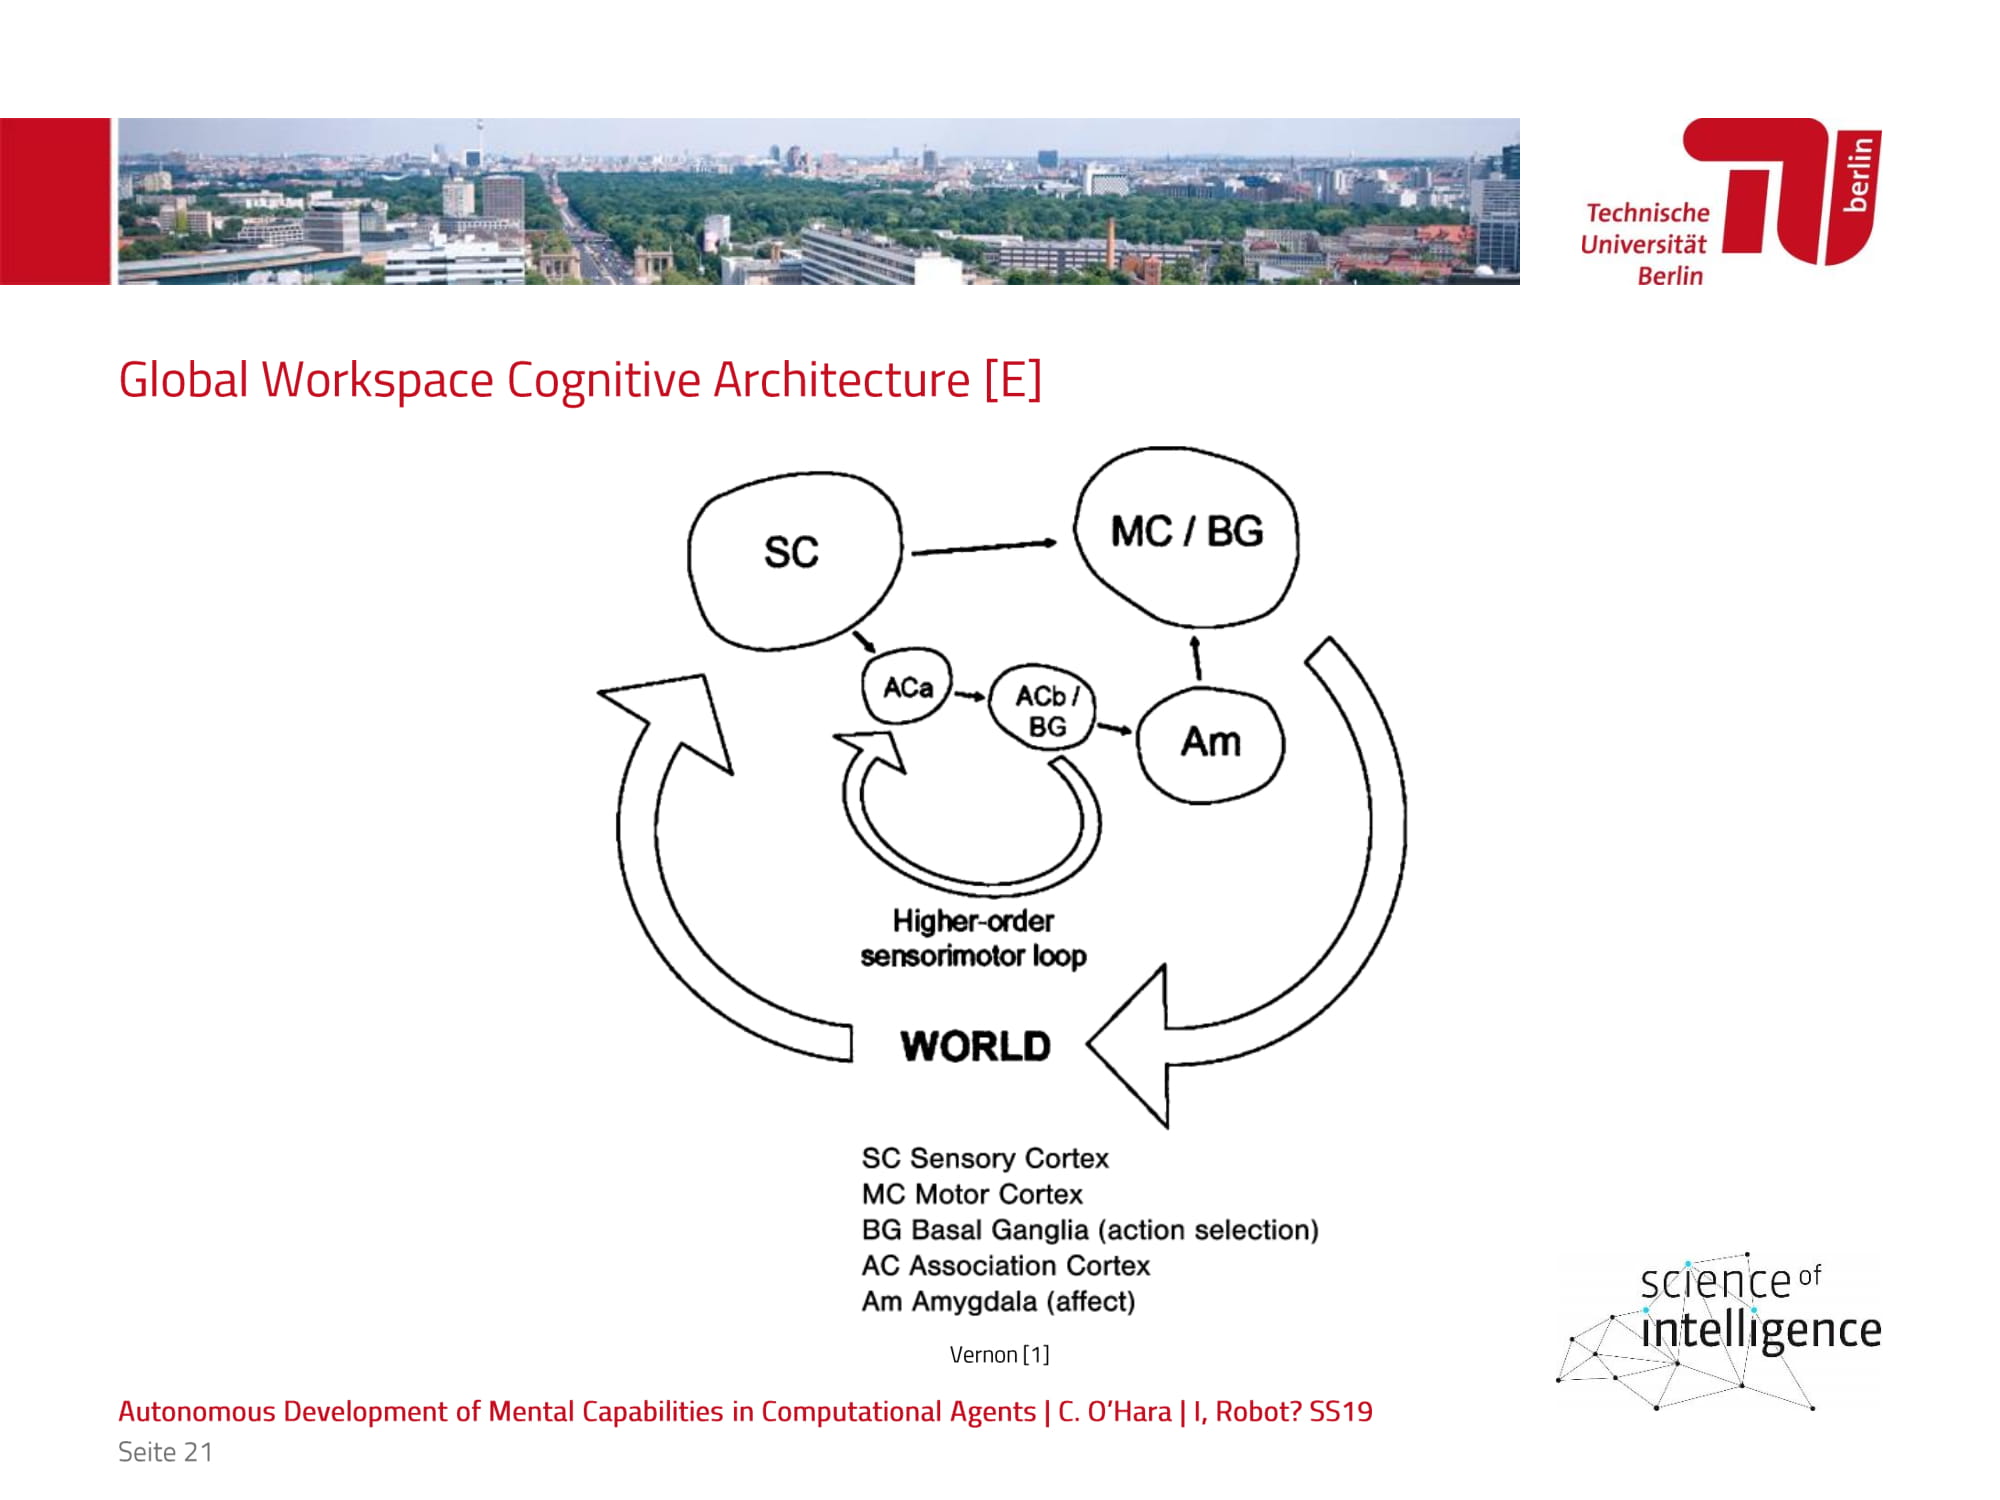 Technische
Universität
Berlin
berlin
Global Workspace Cognitive Architecture [E]
SC
MC / BG
ACa
ACb /
BG
Am
Higher-order
sensorimotor loop
WORLD
SC Sensory Cortex
MC Motor Cortex
BG Basal Ganglia (action selection)
AC Association Cortex
Am Amygdala (affect)
Vernon [1]
science of
intelligence
Autonomous Development of Mental Capabilities in Computational Agents | C. O’Hara | I, Robot? SS19
Seite 21